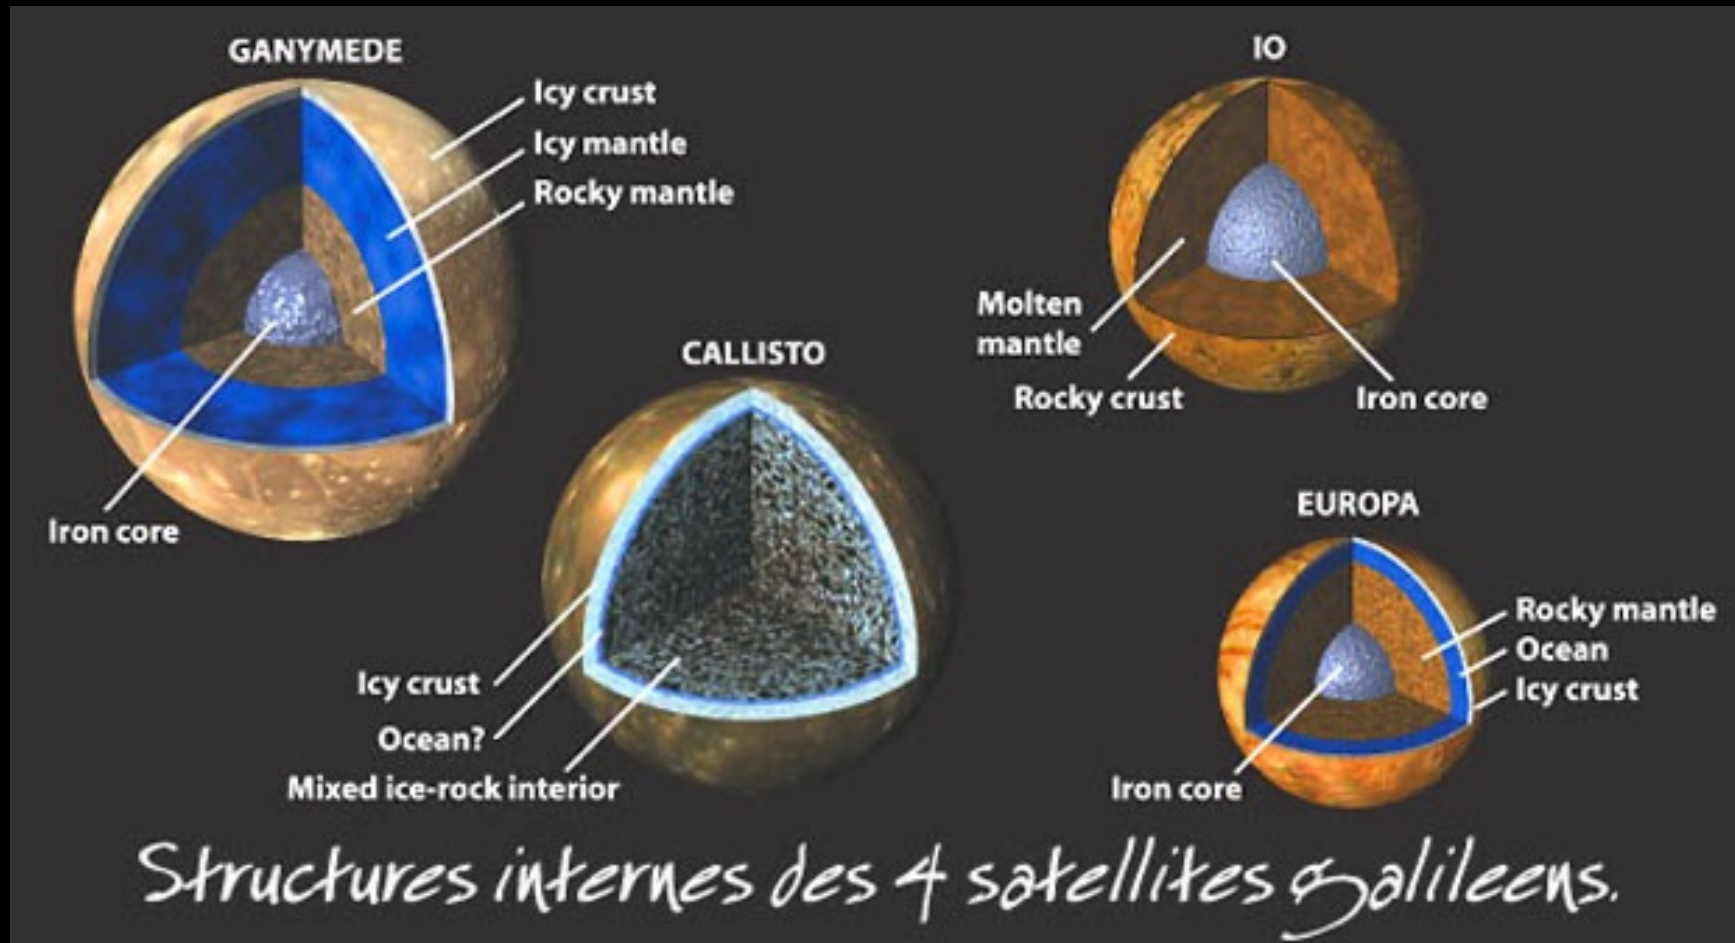 GANYMEDE
Icy crust
Icy mantle
Rocky mantle
Iron core
IO
Molten
mantle
Rocky crust
Iron core
CALLISTO
Icy crust
Ocean?
Mixed ice-rock interior
EUROPA
Rocky mantle
Ocean
Icy crust
Iron core
Structures internes des 4 satellites galileens.